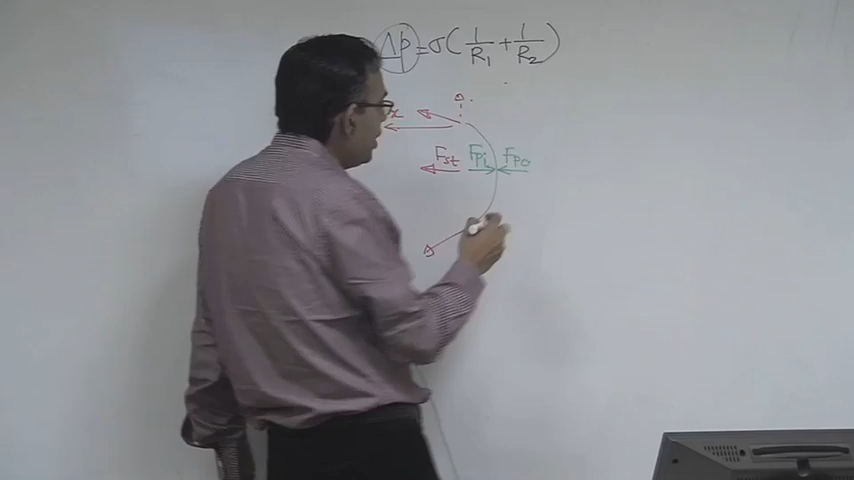 Δp = σ ( 1/R1 + 1/R2 )
x
Fst Fpi Fpo